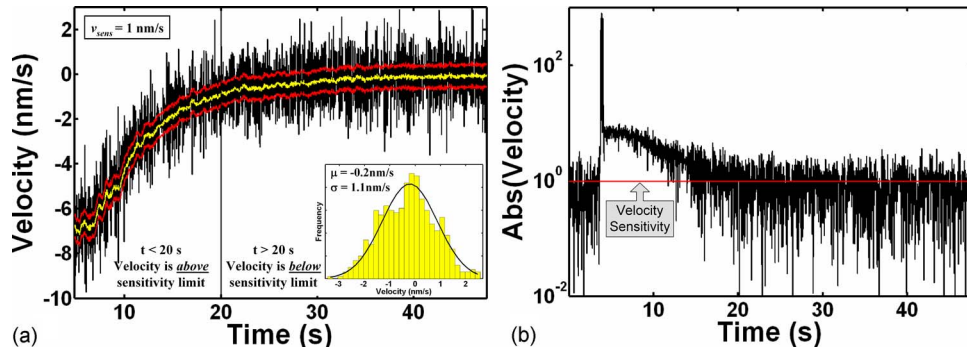 v_sens = 1 nm/s
Velocity (nm/s)
2
0
-2
-4
-6
-8
-10
t < 20 s
Velocity is above
sensitivity limit
t > 20 s
Velocity is below
sensitivity limit
μ = -0.2nm/s
σ = 1.1nm/s
Frequency
-3 -2 -1 0 1 2
Velocity (nm/s)
10 20 30 40
Time (s)
(a)
Abs(Velocity)
10^2
10^0
10^-2
Velocity
Sensitivity
10 20 30 40
Time (s)
(b)